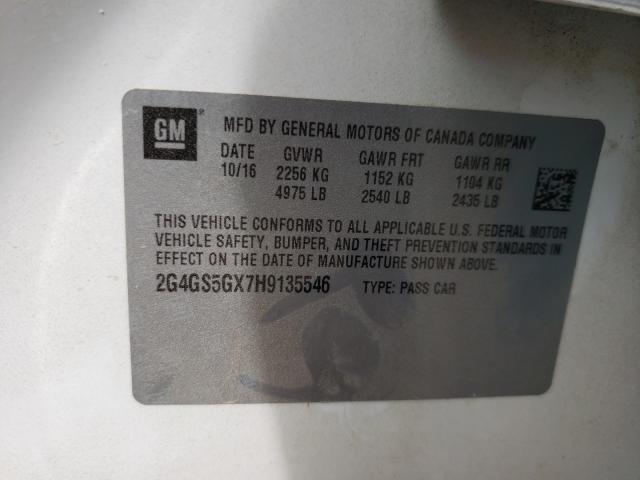 GM
MFD BY GENERAL MOTORS OF CANADA COMPANY
DATE GVWR GAWR FRT GAWR RR
10/16 2256 KG 1152 KG 1104 KG
4975 LB 2540 LB 2435 LB
THIS VEHICLE CONFORMS TO ALL APPLICABLE U.S. FEDERAL MOTOR
VEHICLE SAFETY, BUMPER, AND THEFT PREVENTION STANDARDS IN
EFFECT ON THE DATE OF MANUFACTURE SHOWN ABOVE.
2G4GS5GX7H9135546 TYPE: PASS CAR